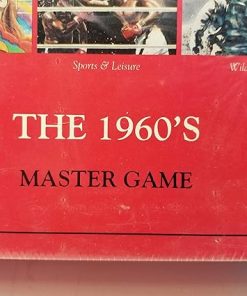 Sports & Leisure
THE 1960'S
MASTER GAME